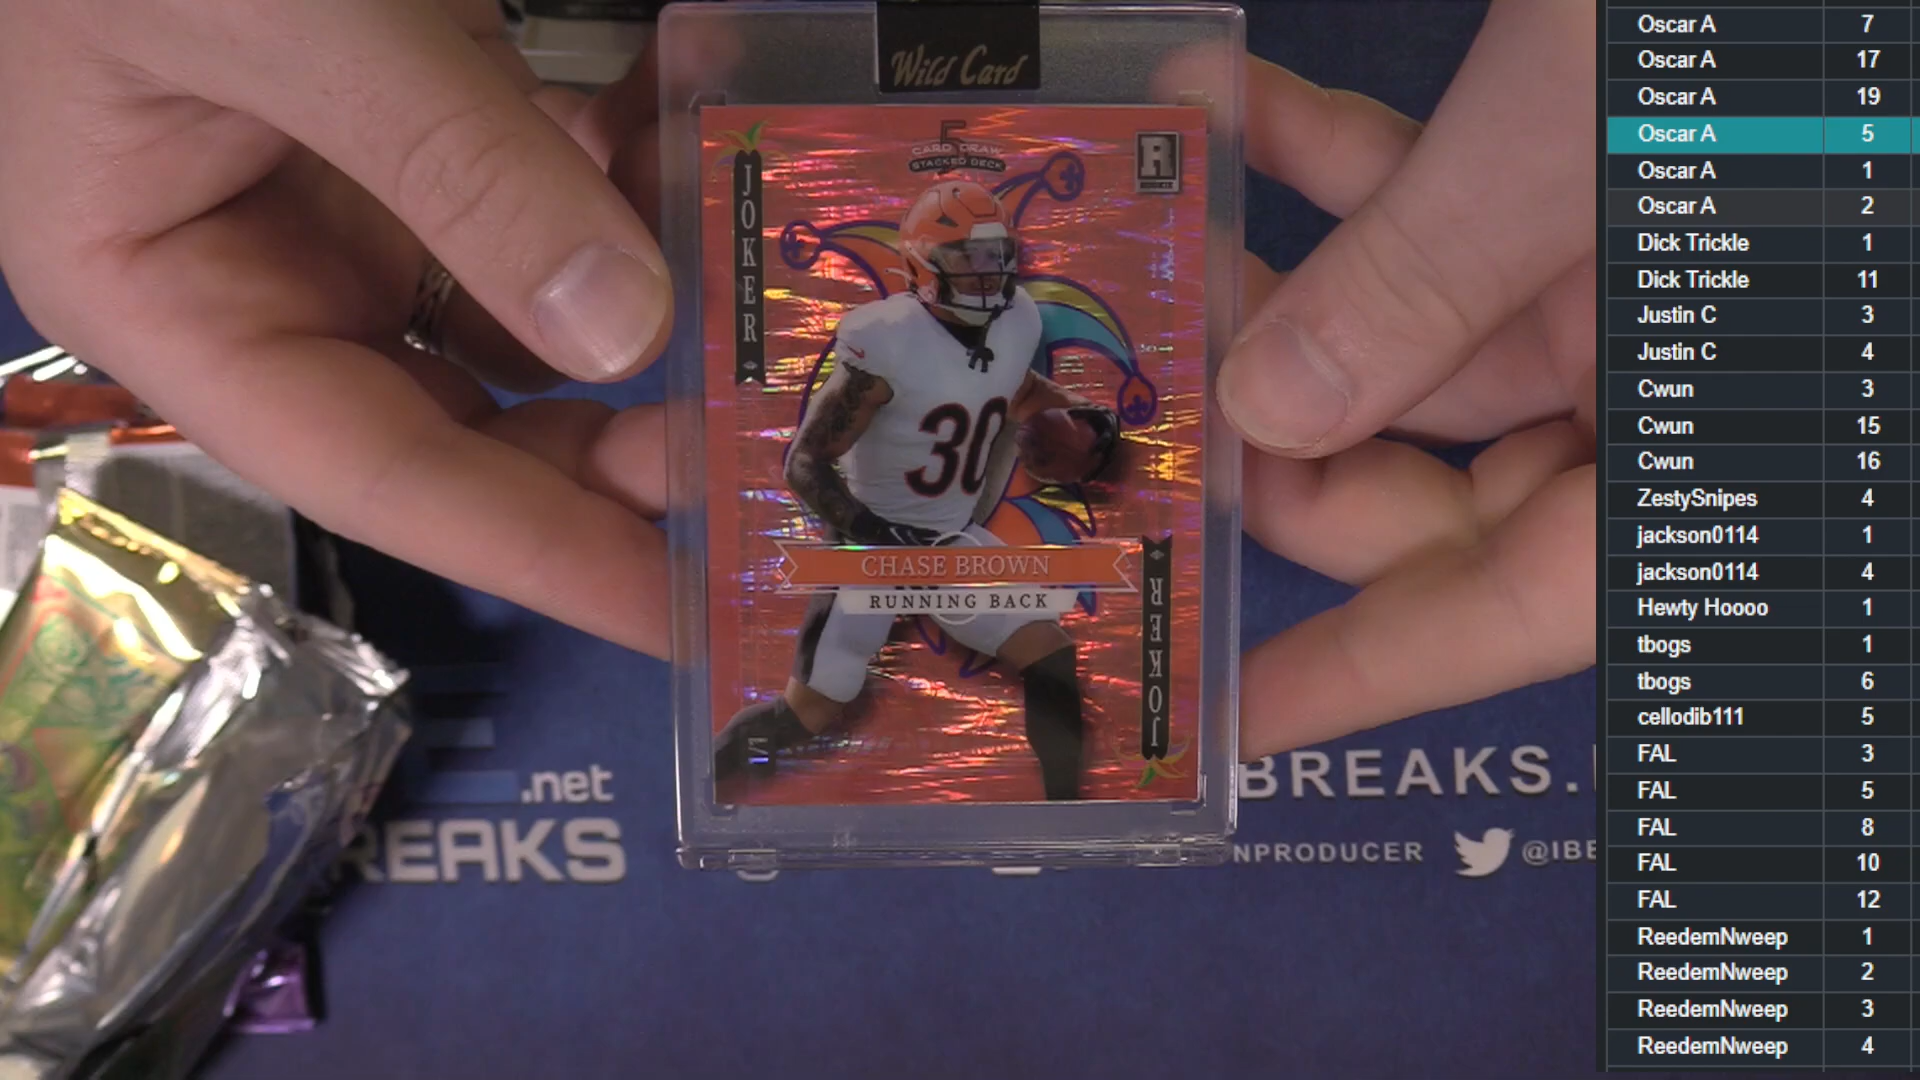 Wild Card
5
CARD DRAW
STACKED DECK
R
ROOKIE
JOKER
30
CHASE BROWN
RUNNING BACK
JOKER
1/1
.net
REAKS
BREAKS.
NPRODUCER
@IBE
Oscar A 7
Oscar A 17
Oscar A 19
Oscar A 5
Oscar A 1
Oscar A 2
Dick Trickle 1
Dick Trickle 11
Justin C 3
Justin C 4
Cwun 3
Cwun 15
Cwun 16
ZestySnipes 4
jackson0114 1
jackson0114 4
Hewty Hoooo 1
tbogs 1
tbogs 6
cellodib111 5
FAL 3
FAL 5
FAL 8
FAL 10
FAL 12
ReedemNweep 1
ReedemNweep 2
ReedemNweep 3
ReedemNweep 4